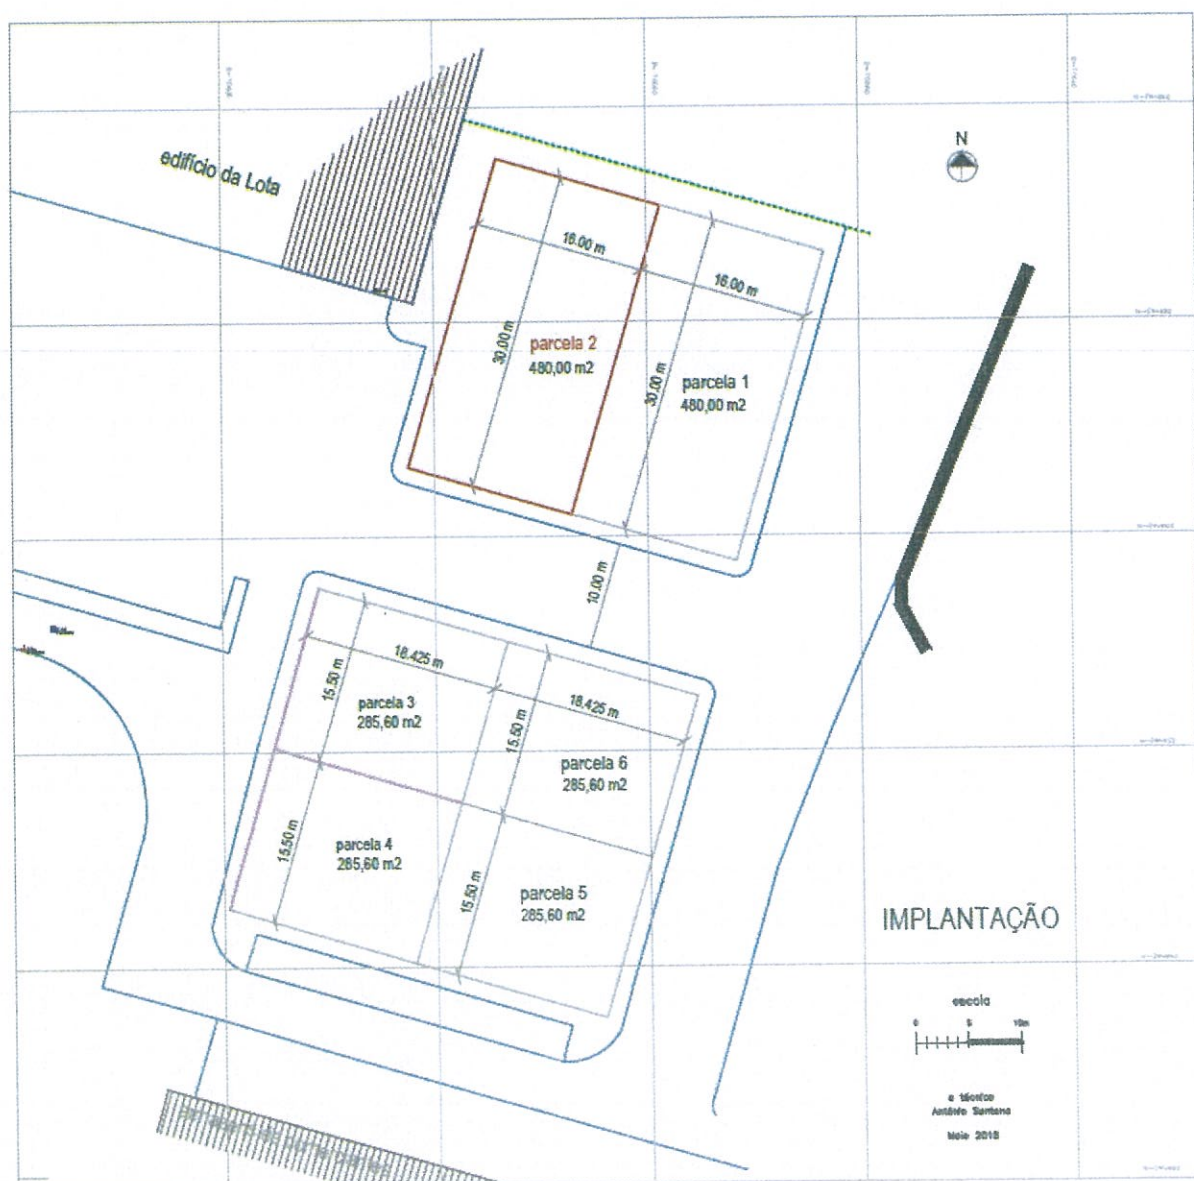 N
edifício da Lota
16.00 m
16.00 m
30.00 m
parcela 2
480,00 m2
30.00 m
parcela 1
480,00 m2
10.00 m
18.425 m
15.50 m
parcela 3
285,60 m2
18.425 m
15.50 m
parcela 6
285,60 m2
15.50 m
parcela 4
285,60 m2
15.50 m
parcela 5
285,60 m2
IMPLANTAÇÃO
escala
0 5 10m
o técnico
António Santana
Maio 2018